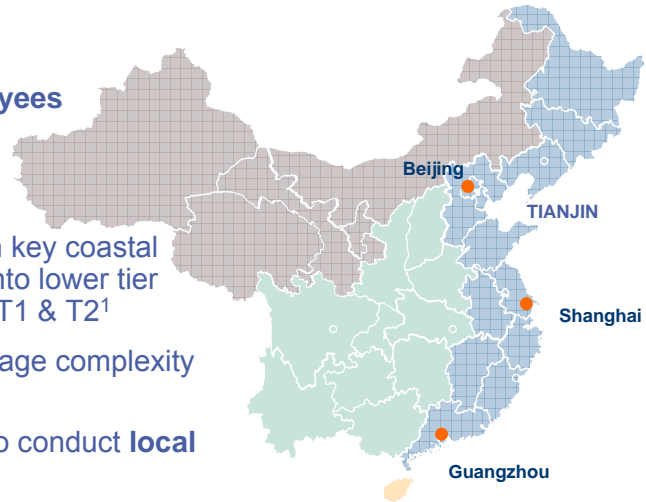 yees
Beijing
TIANJIN
key coastal
nto lower tier
T1 & T2¹
Shanghai
age complexity
o conduct local
Guangzhou